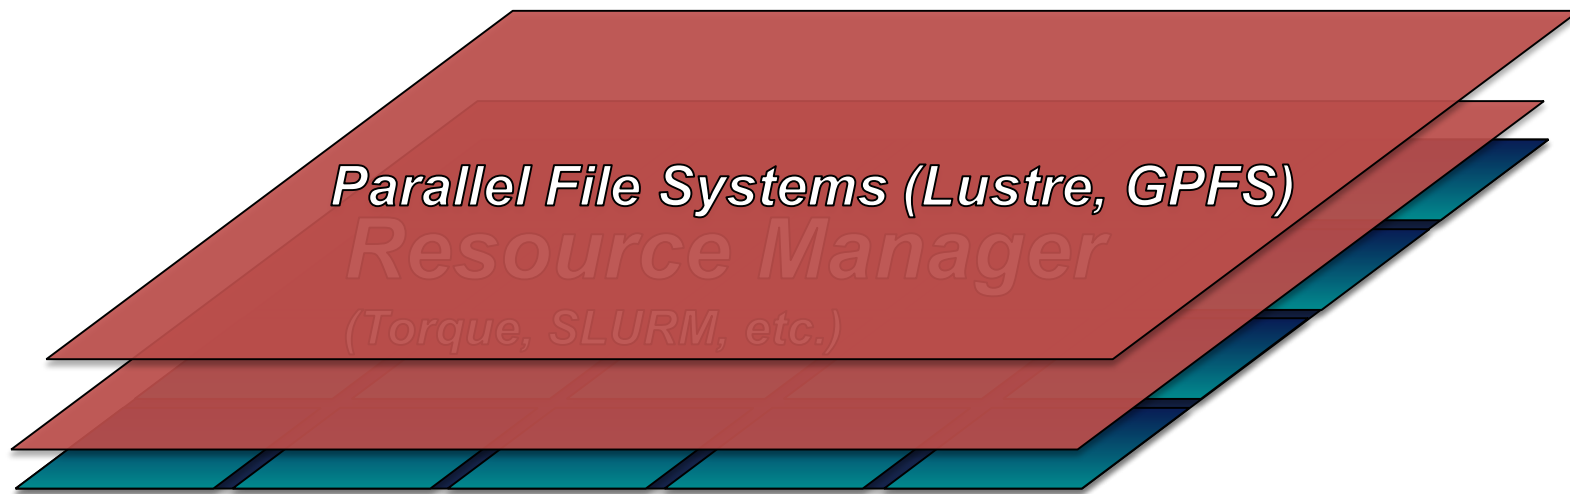 Parallel File Systems (Lustre, GPFS)
Resource Manager
(Torque, SLURM, etc.)